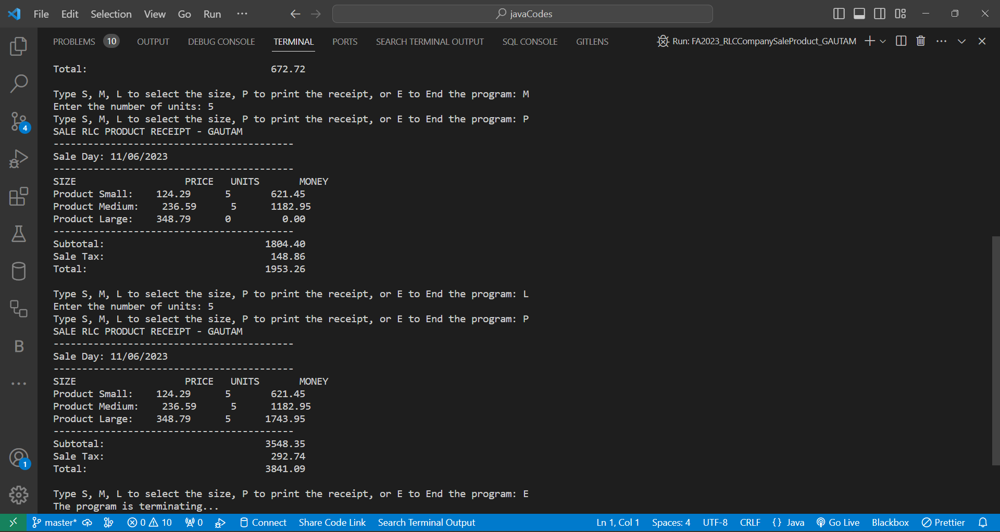 File Edit Selection View Go Run ··· javaCodes
PROBLEMS 10 OUTPUT DEBUG CONSOLE TERMINAL PORTS SEARCH TERMINAL OUTPUT SQL CONSOLE GITLENS Run: FA2023_RLCCompanySaleProduct_GAUTAM
Total: 672.72
Type S, M, L to select the size, P to print the receipt, or E to End the program: M
Enter the number of units: 5
Type S, M, L to select the size, P to print the receipt, or E to End the program: P
SALE RLC PRODUCT RECEIPT - GAUTAM
------------------------------------------
Sale Day: 11/06/2023
------------------------------------------
SIZE PRICE UNITS MONEY
Product Small: 124.29 5 621.45
Product Medium: 236.59 5 1182.95
Product Large: 348.79 0 0.00
------------------------------------------
Subtotal: 1804.40
Sale Tax: 148.86
Total: 1953.26
Type S, M, L to select the size, P to print the receipt, or E to End the program: L
Enter the number of units: 5
Type S, M, L to select the size, P to print the receipt, or E to End the program: P
SALE RLC PRODUCT RECEIPT - GAUTAM
------------------------------------------
Sale Day: 11/06/2023
------------------------------------------
SIZE PRICE UNITS MONEY
Product Small: 124.29 5 621.45
Product Medium: 236.59 5 1182.95
Product Large: 348.79 5 1743.95
------------------------------------------
Subtotal: 3548.35
Sale Tax: 292.74
Total: 3841.09
Type S, M, L to select the size, P to print the receipt, or E to End the program: E
The program is terminating...
4
B
1
master* 0 10 0 Connect Share Code Link Search Terminal Output Ln 1, Col 1 Spaces: 4 UTF-8 CRLF {} Java Go Live Blackbox Prettier